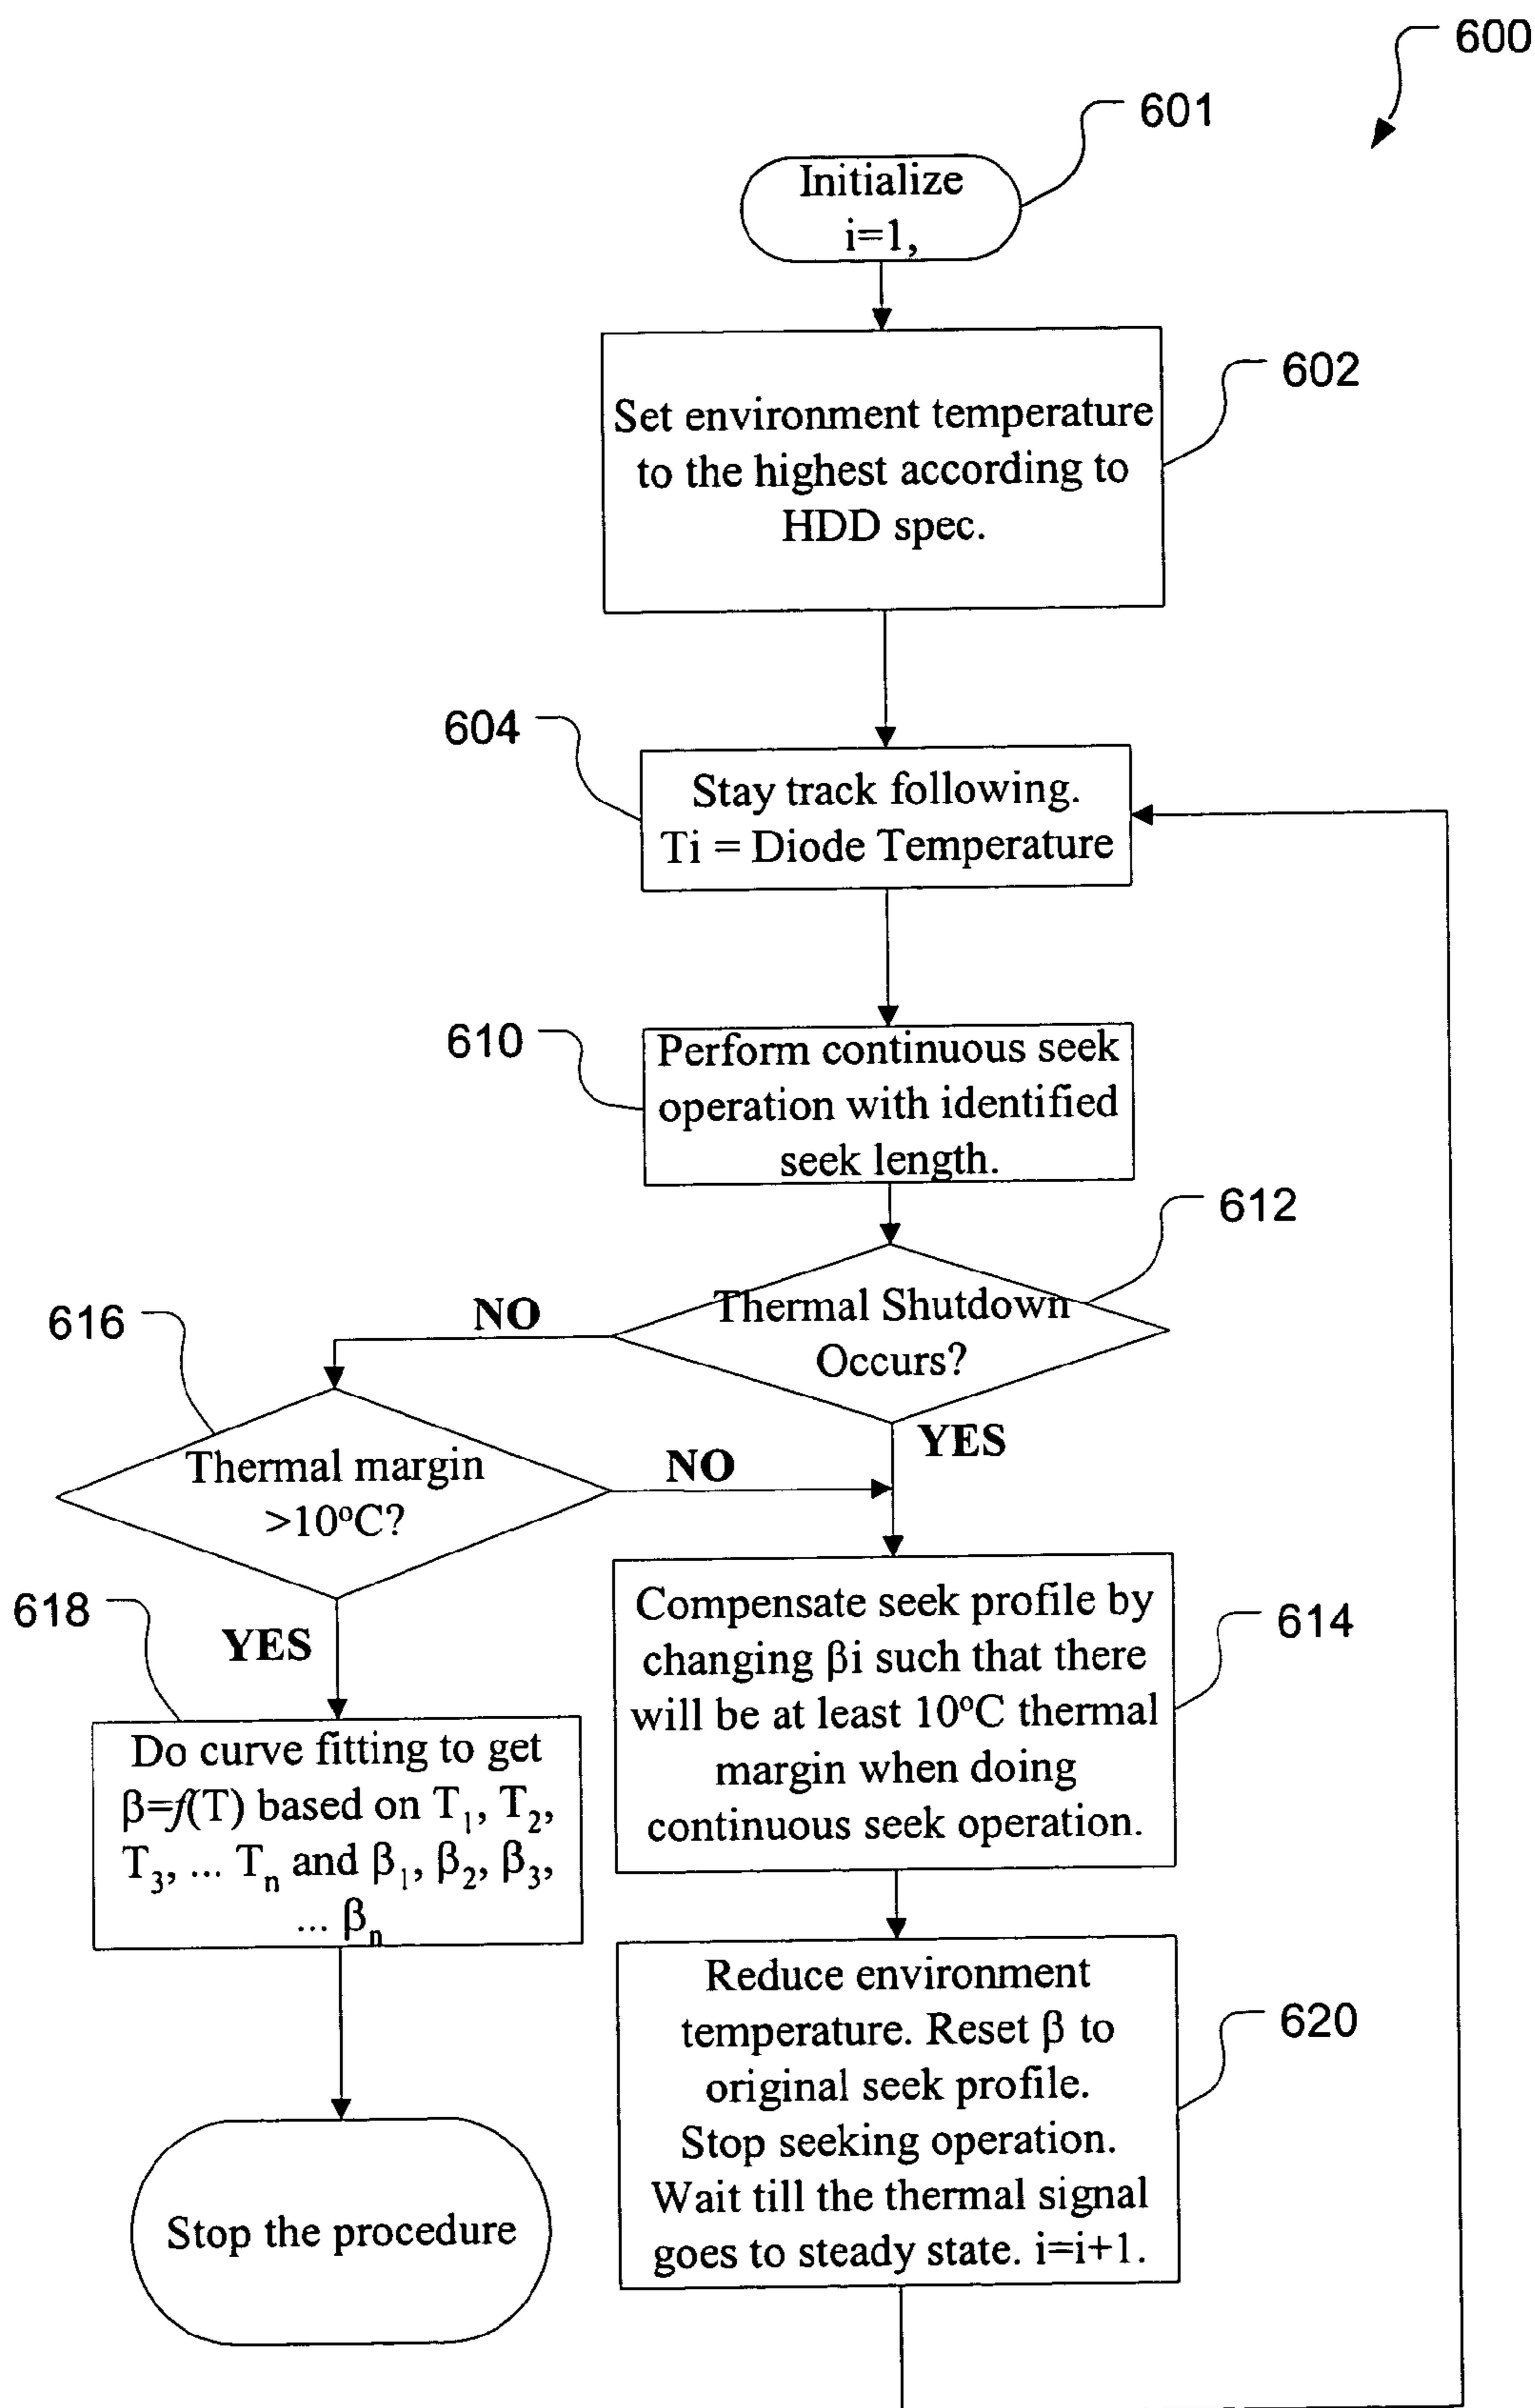 600
601
Initialize
i=1,
602
Set environment temperature
to the highest according to
HDD spec.
604
Stay track following.
Ti = Diode Temperature
610
Perform continuous seek
operation with identified
seek length.
612
Thermal Shutdown
Occurs?
NO
YES
616
Thermal margin
>10°C?
NO
YES
614
Compensate seek profile by
changing βi such that there
will be at least 10°C thermal
margin when doing
continuous seek operation.
618
Do curve fitting to get
β=f(T) based on T₁, T₂,
T₃, ... Tₙ and β₁, β₂, β₃,
... βₙ
620
Reduce environment
temperature. Reset β to
original seek profile.
Stop seeking operation.
Wait till the thermal signal
goes to steady state. i=i+1.
Stop the procedure